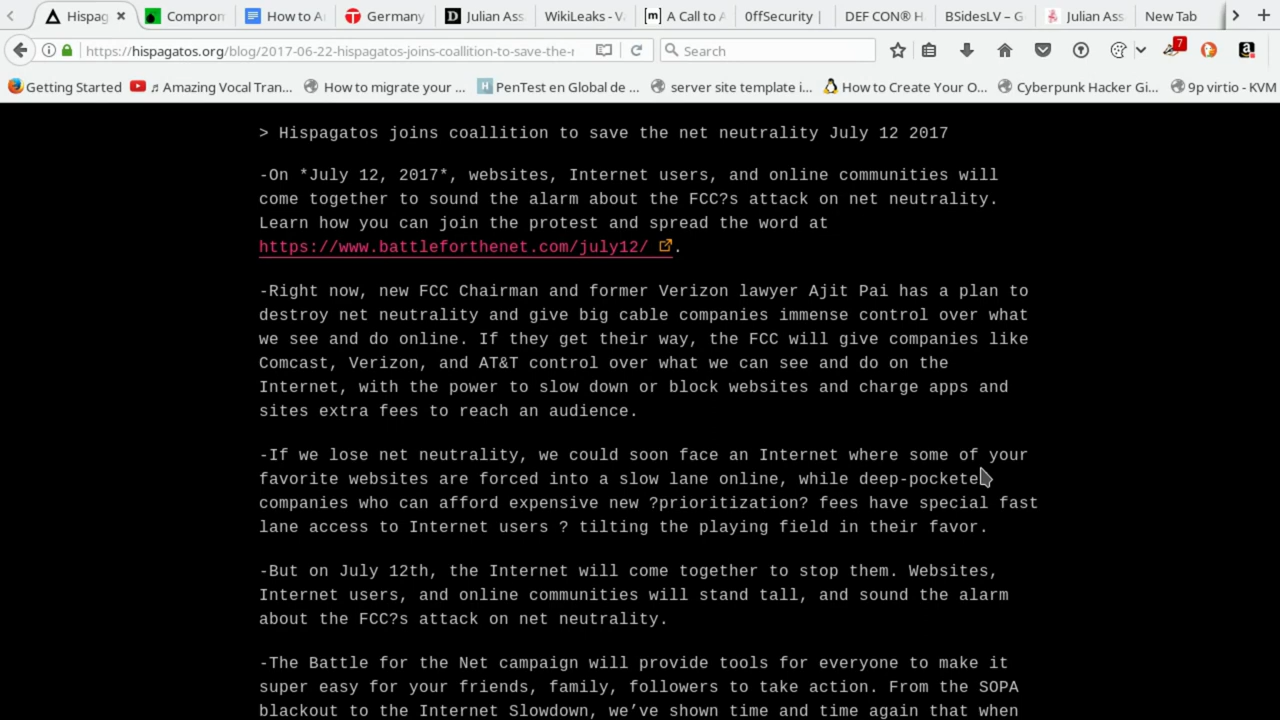 Hispag
Comprom
How to A
Germany
Julian Ass
WikiLeaks - V
A Call to A
0ffSecurity |
DEF CON® H
BSidesLV – G
Julian Ass
New Tab
https://hispagatos.org/blog/2017-06-22-hispagatos-joins-coallition-to-save-the-r
Search
7
Getting Started
♬ Amazing Vocal Tran...
How to migrate your ...
PenTest en Global de ...
server site template i...
How to Create Your O...
Cyberpunk Hacker Gi...
9p virtio - KVM
> Hispagatos joins coallition to save the net neutrality July 12 2017
-On *July 12, 2017*, websites, Internet users, and online communities will
come together to sound the alarm about the FCC?s attack on net neutrality.
Learn how you can join the protest and spread the word at
https://www.battleforthenet.com/july12/ .
-Right now, new FCC Chairman and former Verizon lawyer Ajit Pai has a plan to
destroy net neutrality and give big cable companies immense control over what
we see and do online. If they get their way, the FCC will give companies like
Comcast, Verizon, and AT&T control over what we can see and do on the
Internet, with the power to slow down or block websites and charge apps and
sites extra fees to reach an audience.
-If we lose net neutrality, we could soon face an Internet where some of your
favorite websites are forced into a slow lane online, while deep-pockete
companies who can afford expensive new ?prioritization? fees have special fast
lane access to Internet users ? tilting the playing field in their favor.
-But on July 12th, the Internet will come together to stop them. Websites,
Internet users, and online communities will stand tall, and sound the alarm
about the FCC?s attack on net neutrality.
-The Battle for the Net campaign will provide tools for everyone to make it
super easy for your friends, family, followers to take action. From the SOPA
blackout to the Internet Slowdown, we’ve shown time and time again that when